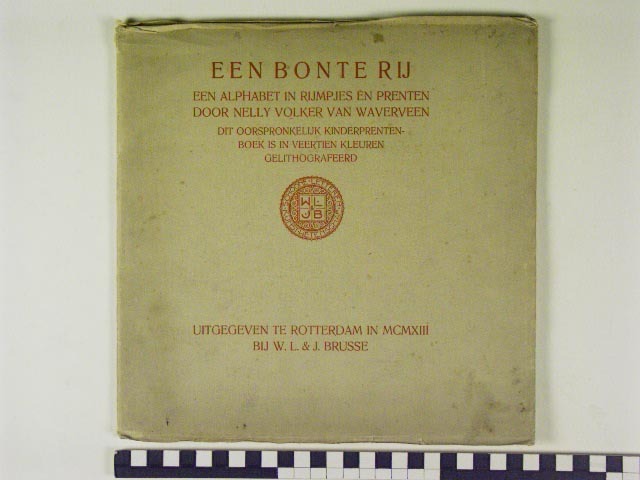 EEN BONTE RIJ
EEN ALPHABET IN RIJMPJES EN PRENTEN
DOOR NELLY VOLKER VAN WAVERVEEN
DIT OORSPRONKELIJK KINDERPRENTEN-
BOEK IS IN VEERTIEN KLEUREN
GELITHOGRAFEERD
W L
J B
UITGEGEVEN TE ROTTERDAM IN MCMXIII
BIJ W. L. & J. BRUSSE